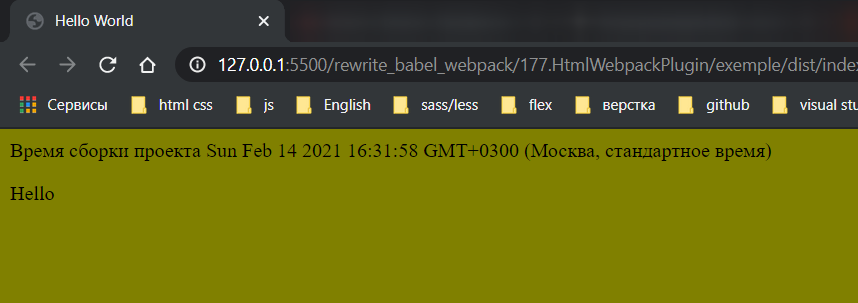 Hello World
127.0.0.1:5500/rewrite_babel_webpack/177.HtmlWebpackPlugin/exemple/dist/index
Сервисы html css js English sass/less flex верстка github visual stu
Время сборки проекта Sun Feb 14 2021 16:31:58 GMT+0300 (Москва, стандартное время)
Hello